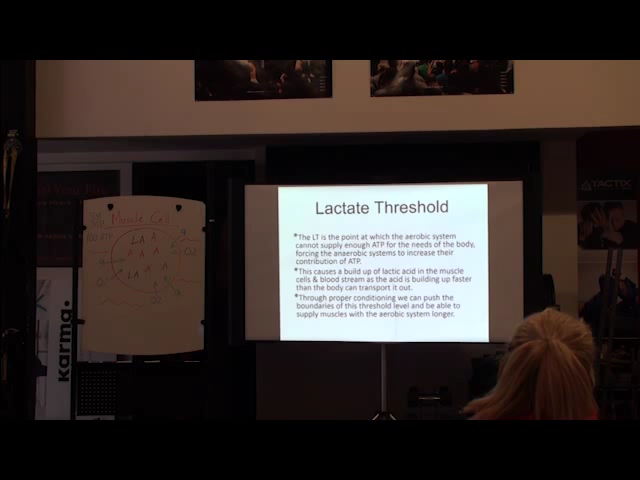 TACTIX
Muscle Cell
100 ATP
LA A
A A A
LA A
O2
O2
karma.
Lactate Threshold
*The LT is the point at which the aerobic system
cannot supply enough ATP for the needs of the body,
forcing the anaerobic systems to increase their
contribution of ATP.
*This causes a build up of lactic acid in the muscle
cells & blood stream as the acid is building up faster
than the body can transport it out.
*Through proper conditioning we can push the
boundaries of this threshold level and be able to
supply muscles with the aerobic system longer.